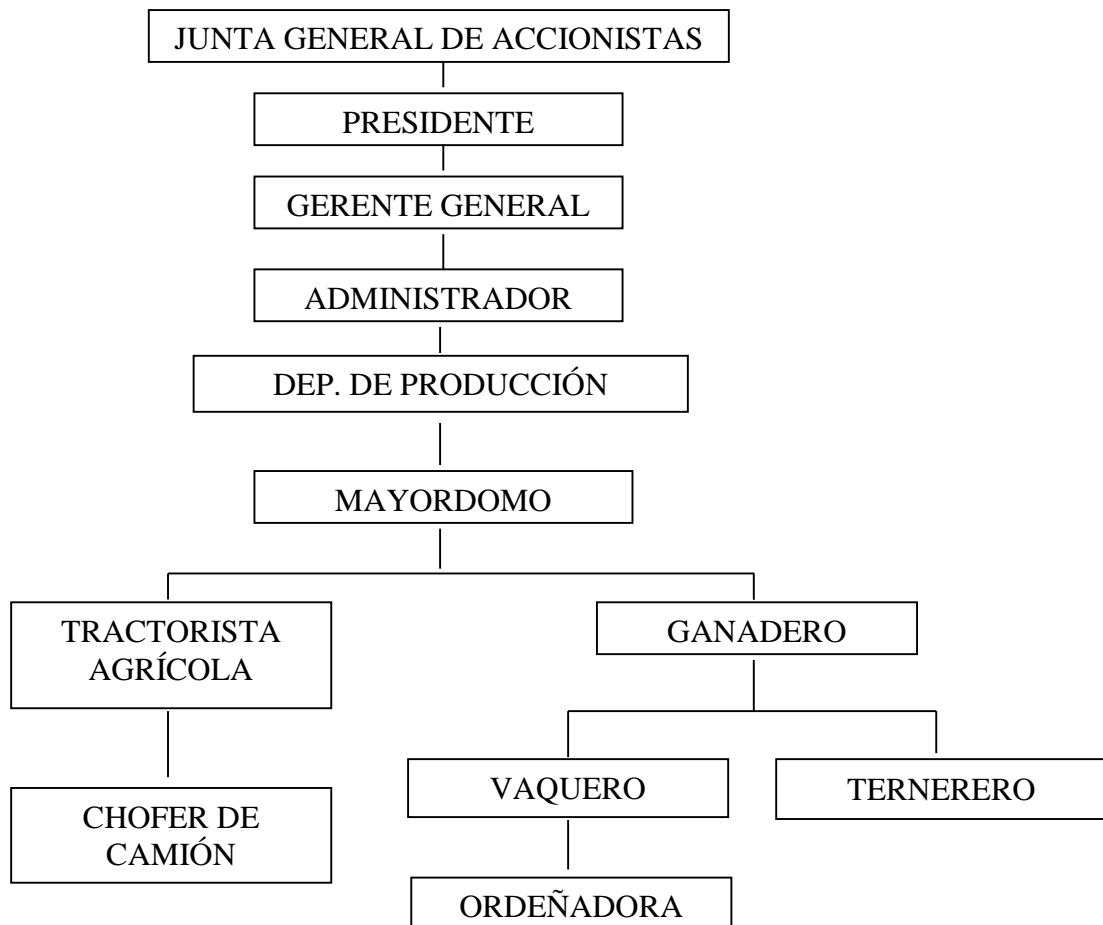 JUNTA GENERAL DE ACCIONISTAS
PRESIDENTE
GERENTE GENERAL
ADMINISTRADOR
DEP. DE PRODUCCIÓN
MAYORDOMO
TRACTORISTA
AGRÍCOLA
GANADERO
VAQUERO
TERNERERO
CHOFER DE
CAMIÓN
ORDEÑADORA